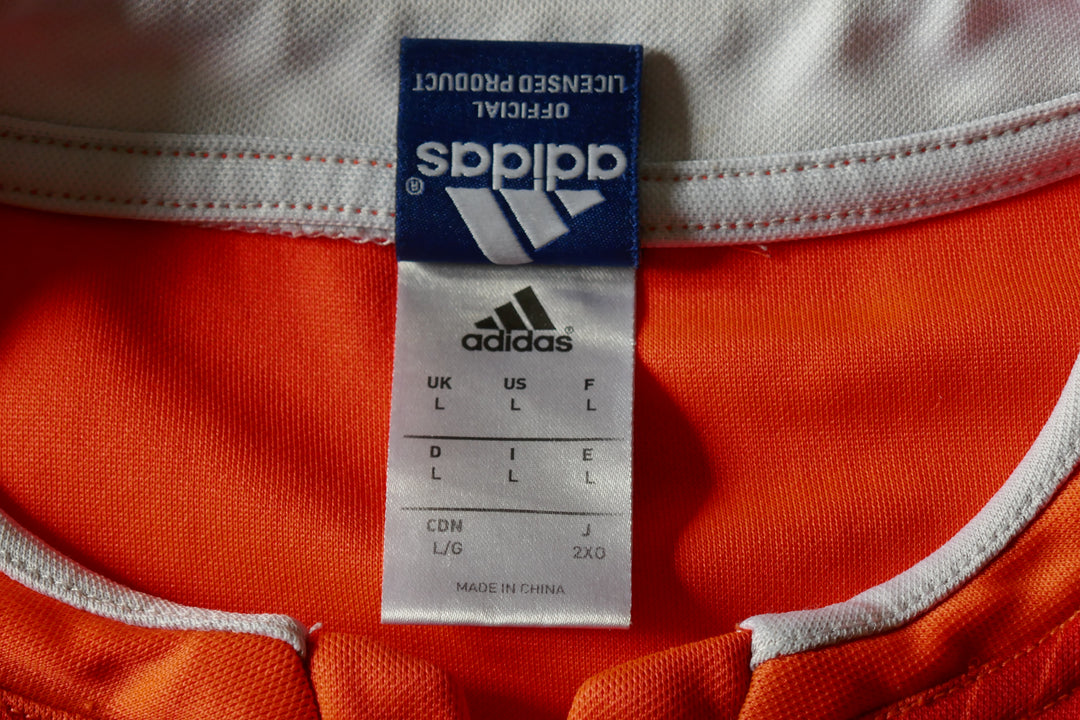 LICENSED PRODUCT
OFFICIAL
adidas
®
adidas®
UK US F
L L L
D I E
L L L
CDN J
L/G 2XO
MADE IN CHINA